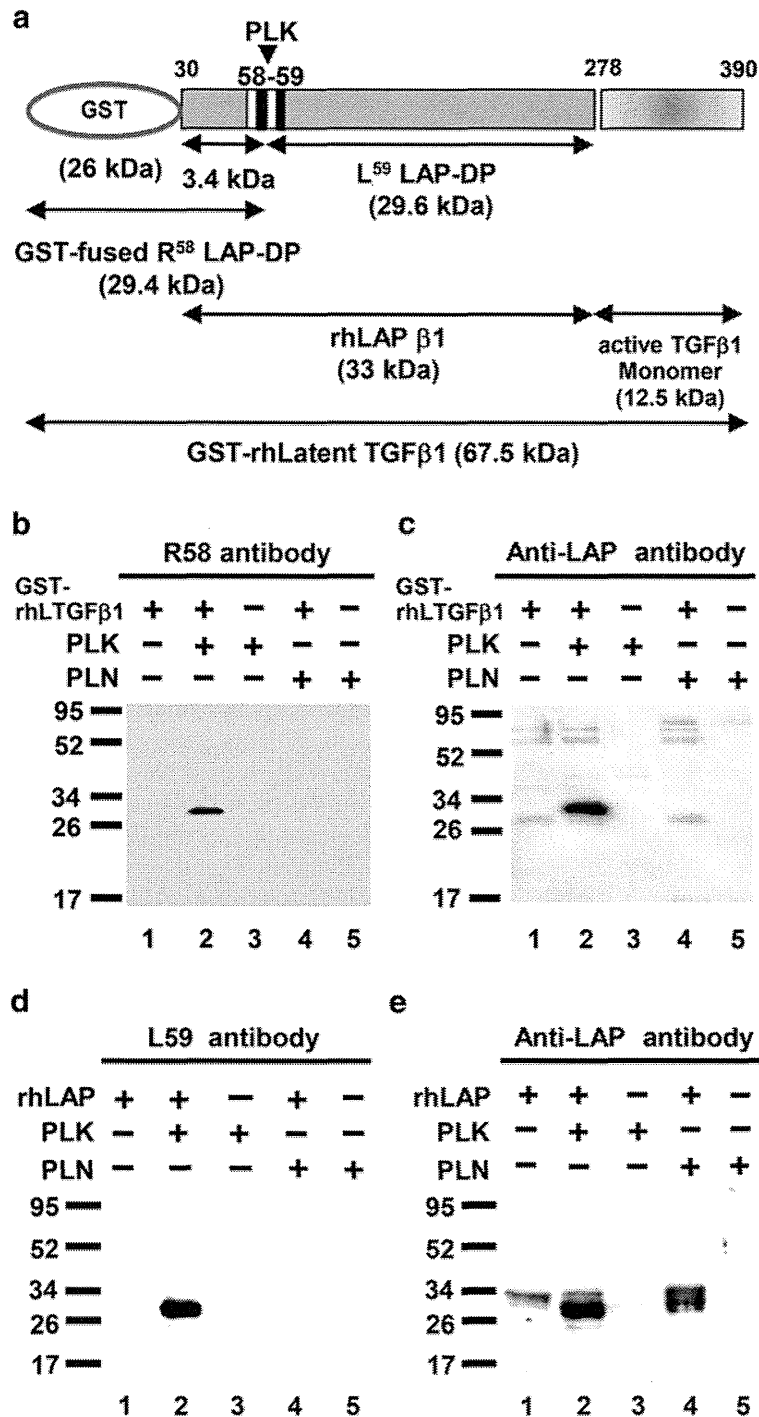 a
PLK
30 58-59 278 390
GST
(26 kDa) 3.4 kDa L⁵⁹ LAP-DP
(29.6 kDa)
GST-fused R⁵⁸ LAP-DP
(29.4 kDa)
rhLAP β1
(33 kDa)
active TGFβ1
Monomer
(12.5 kDa)
GST-rhLatent TGFβ1 (67.5 kDa)
b
R58 antibody
GST-
rhLTGFβ1 + + − + −
PLK − + + − −
PLN − − − + +
95
52
34
26
17
1 2 3 4 5
c
Anti-LAP antibody
GST-
rhLTGFβ1 + + − + −
PLK − + + − −
PLN − − − + +
95
52
34
26
17
1 2 3 4 5
d
L59 antibody
rhLAP + + − + −
PLK − + + − −
PLN − − − + +
95
52
34
26
17
1 2 3 4 5
e
Anti-LAP antibody
rhLAP + + − + −
PLK − + + − −
PLN − − − + +
95
52
34
26
17
1 2 3 4 5